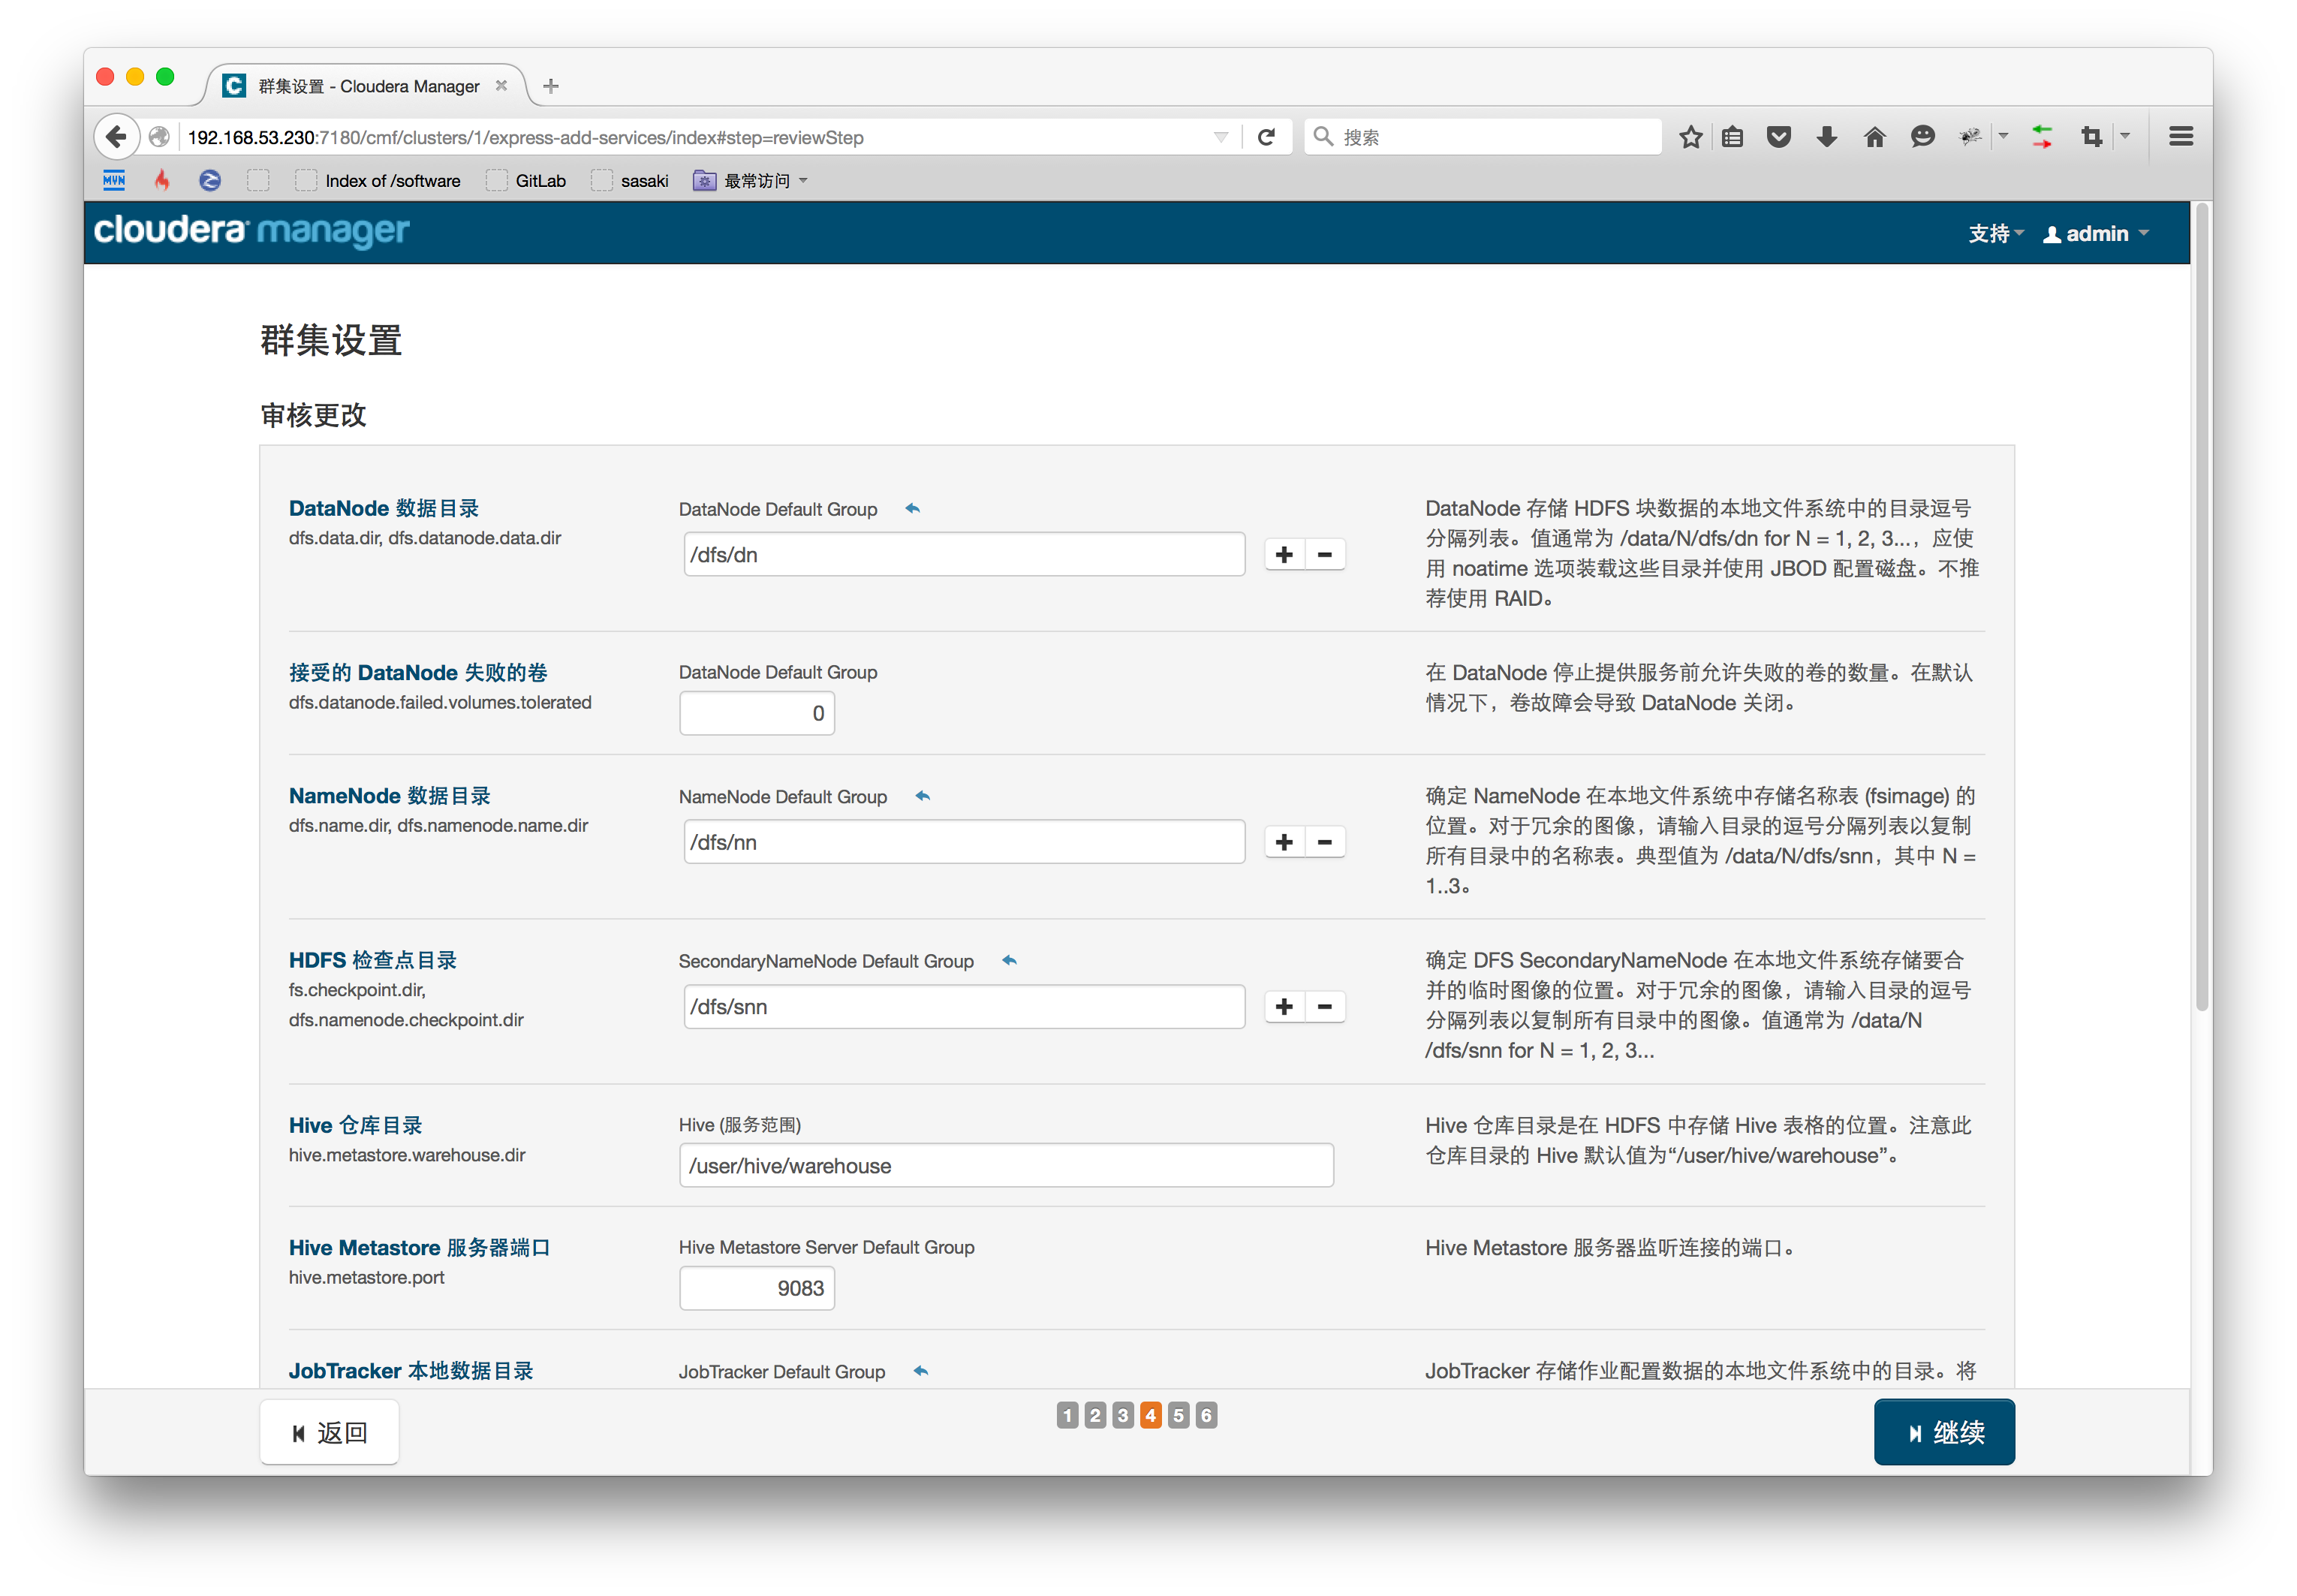 群集设置 - Cloudera Manager
192.168.53.230:7180/cmf/clusters/1/express-add-services/index#step=reviewStep
搜索
MVN
Index of /software
GitLab
sasaki
最常访问
cloudera manager
支持
admin
群集设置
审核更改
DataNode 数据目录
dfs.data.dir, dfs.datanode.data.dir
DataNode Default Group
/dfs/dn
DataNode 存储 HDFS 块数据的本地文件系统中的目录逗号
分隔列表。值通常为 /data/N/dfs/dn for N = 1, 2, 3...，应使
用 noatime 选项装载这些目录并使用 JBOD 配置磁盘。不推
荐使用 RAID。
接受的 DataNode 失败的卷
dfs.datanode.failed.volumes.tolerated
DataNode Default Group
0
在 DataNode 停止提供服务前允许失败的卷的数量。在默认
情况下，卷故障会导致 DataNode 关闭。
NameNode 数据目录
dfs.name.dir, dfs.namenode.name.dir
NameNode Default Group
/dfs/nn
确定 NameNode 在本地文件系统中存储名称表 (fsimage) 的
位置。对于冗余的图像，请输入目录的逗号分隔列表以复制
所有目录中的名称表。典型值为 /data/N/dfs/snn，其中 N =
1..3。
HDFS 检查点目录
fs.checkpoint.dir,
dfs.namenode.checkpoint.dir
SecondaryNameNode Default Group
/dfs/snn
确定 DFS SecondaryNameNode 在本地文件系统存储要合
并的临时图像的位置。对于冗余的图像，请输入目录的逗号
分隔列表以复制所有目录中的图像。值通常为 /data/N
/dfs/snn for N = 1, 2, 3...
Hive 仓库目录
hive.metastore.warehouse.dir
Hive (服务范围)
/user/hive/warehouse
Hive 仓库目录是在 HDFS 中存储 Hive 表格的位置。注意此
仓库目录的 Hive 默认值为“/user/hive/warehouse”。
Hive Metastore 服务器端口
hive.metastore.port
Hive Metastore Server Default Group
9083
Hive Metastore 服务器监听连接的端口。
JobTracker 本地数据目录
JobTracker Default Group
JobTracker 存储作业配置数据的本地文件系统中的目录。将
返回
1 2 3 4 5 6
继续